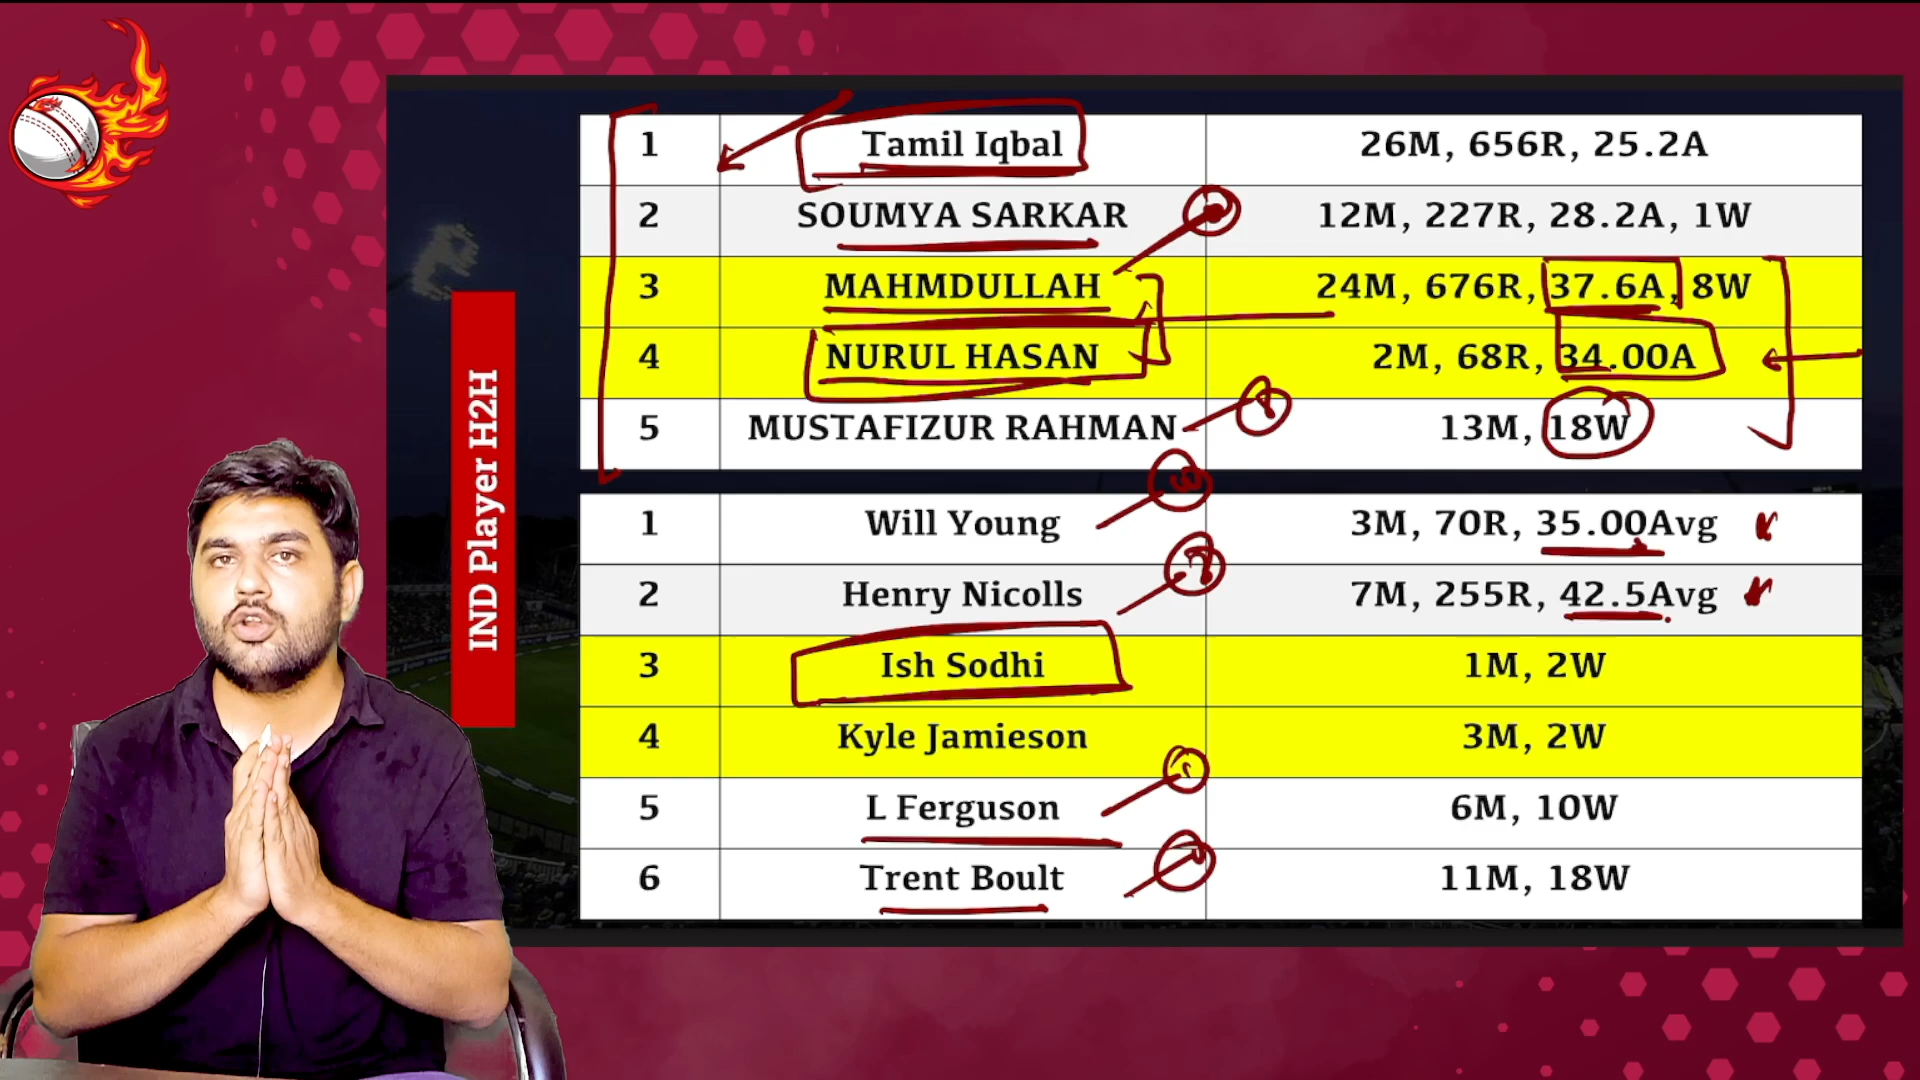 1 Tamil Iqbal 26M, 656R, 25.2A
2 SOUMYA SARKAR 12M, 227R, 28.2A, 1W
3 MAHMDULLAH 24M, 676R, 37.6A, 8W
4 NURUL HASAN 2M, 68R, 34.00A
5 MUSTAFIZUR RAHMAN 13M, 18W
IND Player H2H
1 Will Young 3M, 70R, 35.00Avg
2 Henry Nicolls 7M, 255R, 42.5Avg
3 Ish Sodhi 1M, 2W
4 Kyle Jamieson 3M, 2W
5 L Ferguson 6M, 10W
6 Trent Boult 11M, 18W